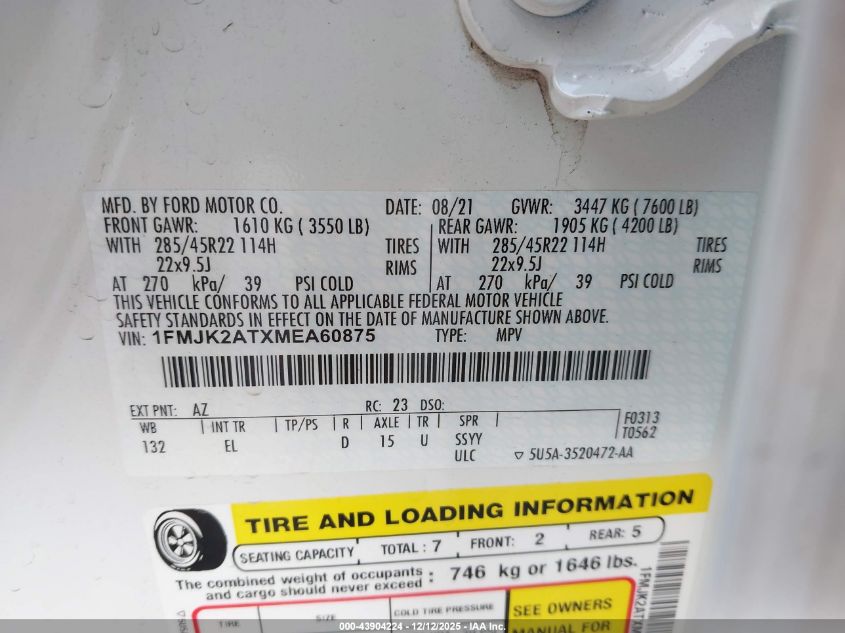 MFD. BY FORD MOTOR CO. DATE: 08/21 GVWR: 3447 KG ( 7600 LB)
FRONT GAWR: 1610 KG ( 3550 LB) REAR GAWR: 1905 KG ( 4200 LB)
WITH 285/45R22 114H TIRES WITH 285/45R22 114H TIRES
22x9.5J RIMS 22x9.5J RIMS
AT 270 kPa/ 39 PSI COLD AT 270 kPa/ 39 PSI COLD
THIS VEHICLE CONFORMS TO ALL APPLICABLE FEDERAL MOTOR VEHICLE
SAFETY STANDARDS IN EFFECT ON THE DATE OF MANUFACTURE SHOWN ABOVE.
VIN: 1FMJK2ATXMEA60875 TYPE: MPV
EXT PNT: AZ RC: 23 DSO:
WB INT TR TP/PS R AXLE TR SPR F0313
132 EL D 15 U SSYY T0562
ULC ▽ 5U5A-3520472-AA
TIRE AND LOADING INFORMATION
SEATING CAPACITY TOTAL : 7 FRONT: 2 REAR: 5
The combined weight of occupants
and cargo should never exceed : 746 kg or 1646 lbs.
TIRE SIZE COLD TIRE PRESSURE SEE OWNERS
MANUAL FOR
1FMJK2ATXM
000-43904224 - 12/12/2025 - IAA Inc.